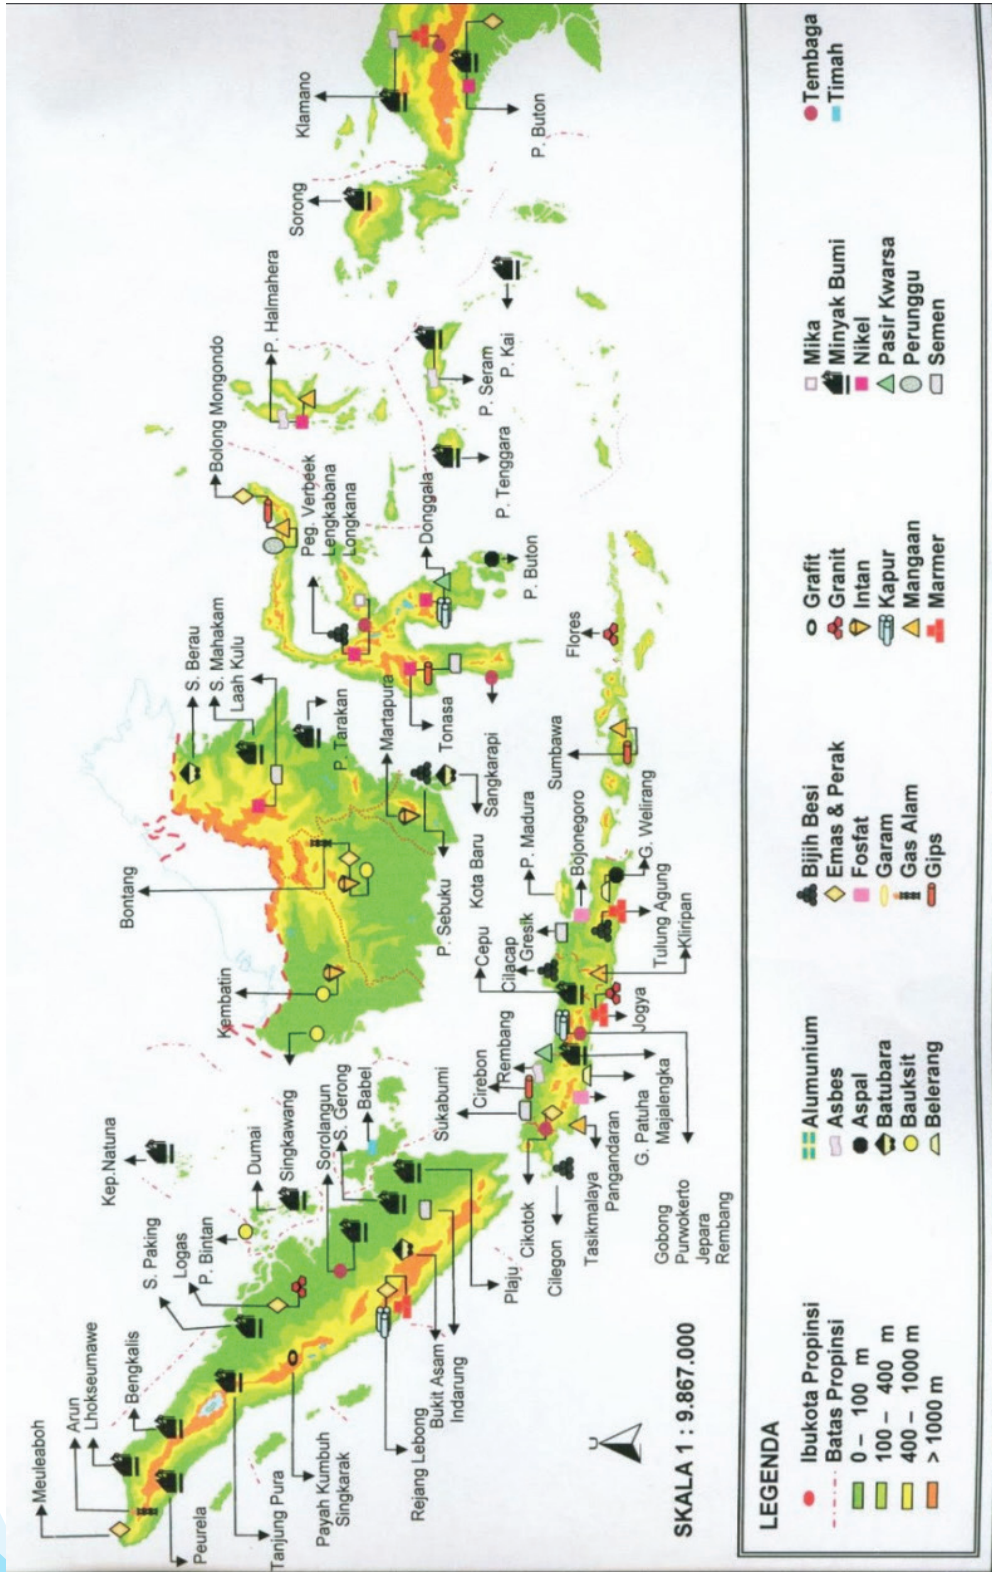 Meuleaboh
Arun
Lhokseumawe
Bengkalis
Peurela
Tanjung Pura
Payah Kumbuh
Singkarak
S. Paking
Logas
P. Bintan
Dumai
Singkawang
Kep.Natuna
Sorolangun
S. Gerong
Babel
Rejang Lebong
Bukit Asam
Indarung
Plaju
Kembatin
Bontang
S. Berau
S. Mahakam
Laah Kulu
P. Tarakan
Martapura
P. Sebuku
Kota Baru
Sangkarapi
Tonasa
Bolong Mongondo
Peg. Verbeek
Lengkabana
Longkana
Donggala
P. Buton
P. Halmahera
P. Seram
P. Kai
P. Tenggara
Sorong
Klamano
P. Buton
Sukabumi
Cirebon
Rembang
Cepu
Cilacap
Gresik
P. Madura
Bojonegoro
G. Welirang
Sumbawa
Flores
Cikotok
Cilegon
Tasikmalaya
Pangandaran
G. Patuha
Majalengka
Gobong
Purwokerto
Jepara
Rembang
Jogya
Tulung Agung
Kliripan
U
SKALA 1 : 9.867.000
LEGENDA
Ibukota Propinsi
Batas Propinsi
0 – 100 m
100 – 400 m
400 – 1000 m
> 1000 m
Alumunium
Asbes
Aspal
Batubara
Bauksit
Belerang
Bijih Besi
Emas & Perak
Fosfat
Garam
Gas Alam
Gips
Grafit
Granit
Intan
Kapur
Mangaan
Marmer
Mika
Minyak Bumi
Nikel
Pasir Kwarsa
Perunggu
Semen
Tembaga
Timah